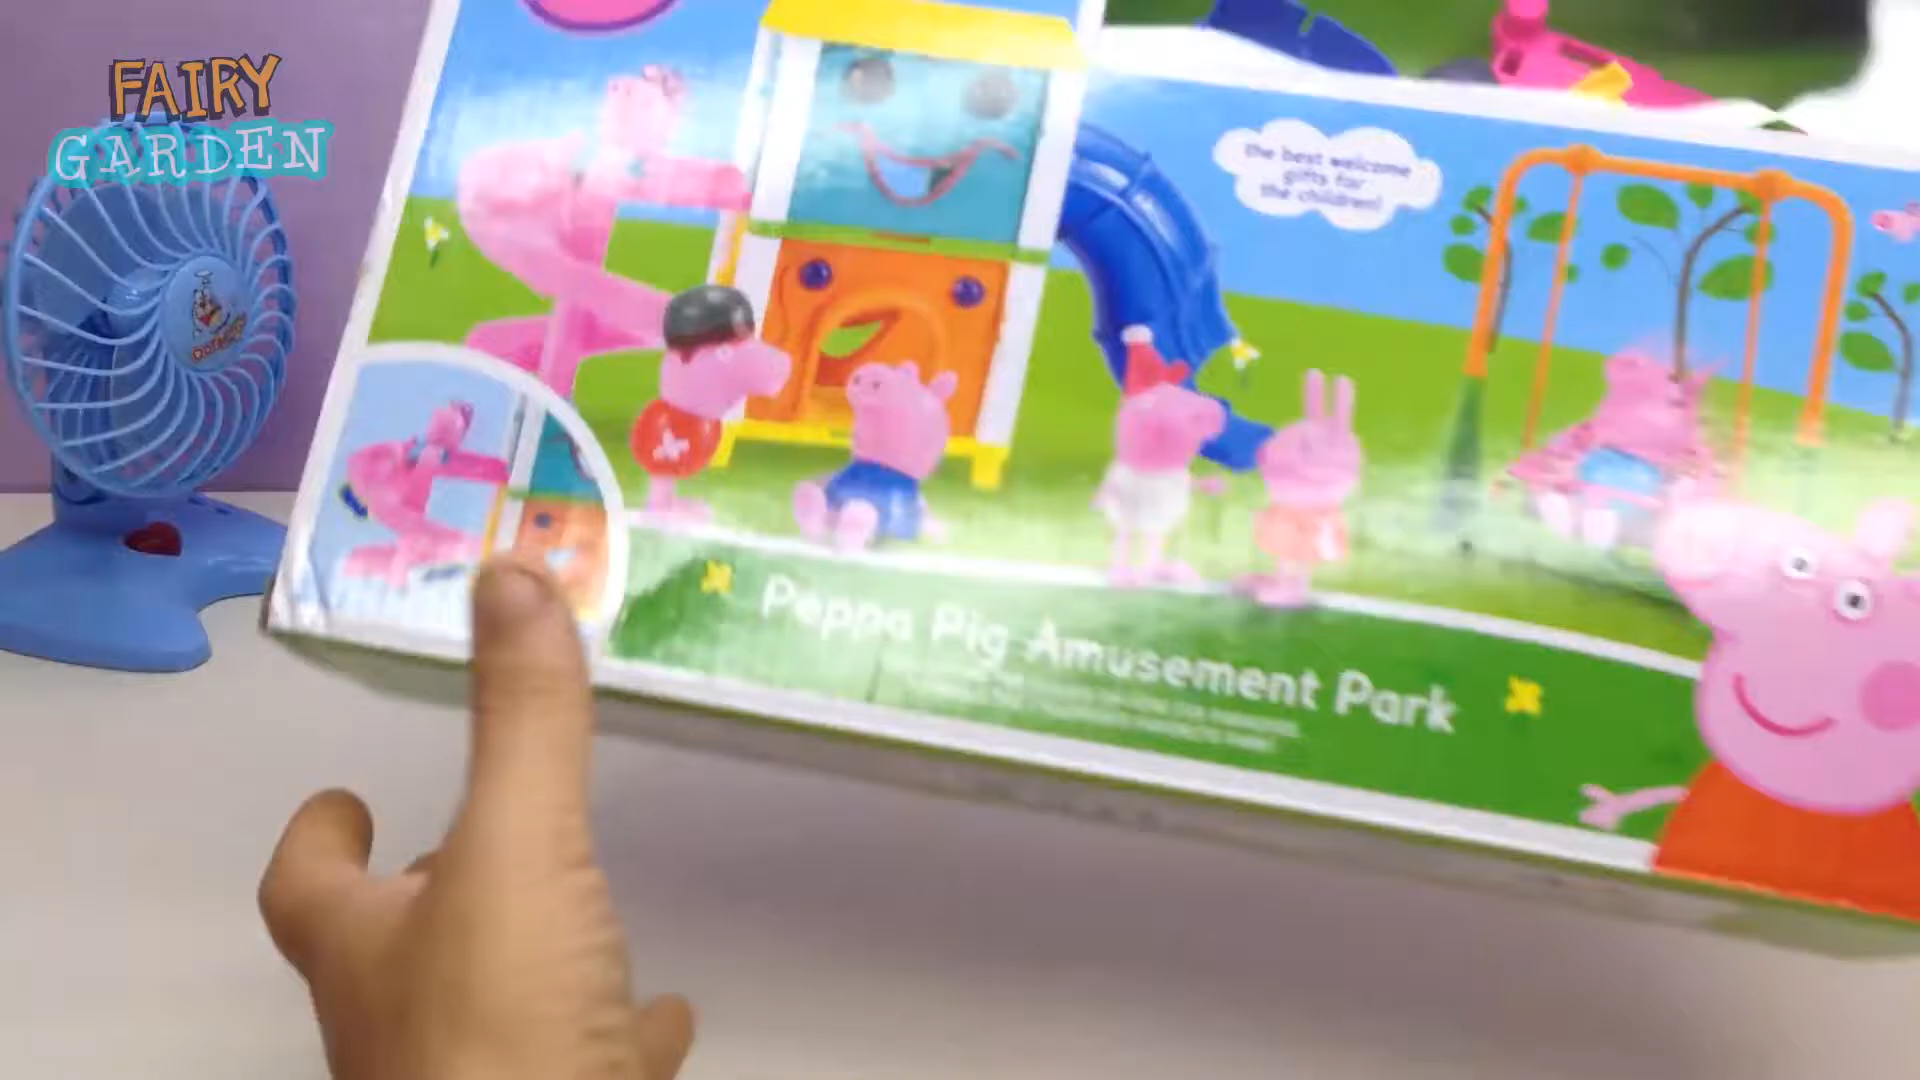 FAIRY
GARDEN
the best welcome
gifts for
the children!
Peppa Pig Amusement Park